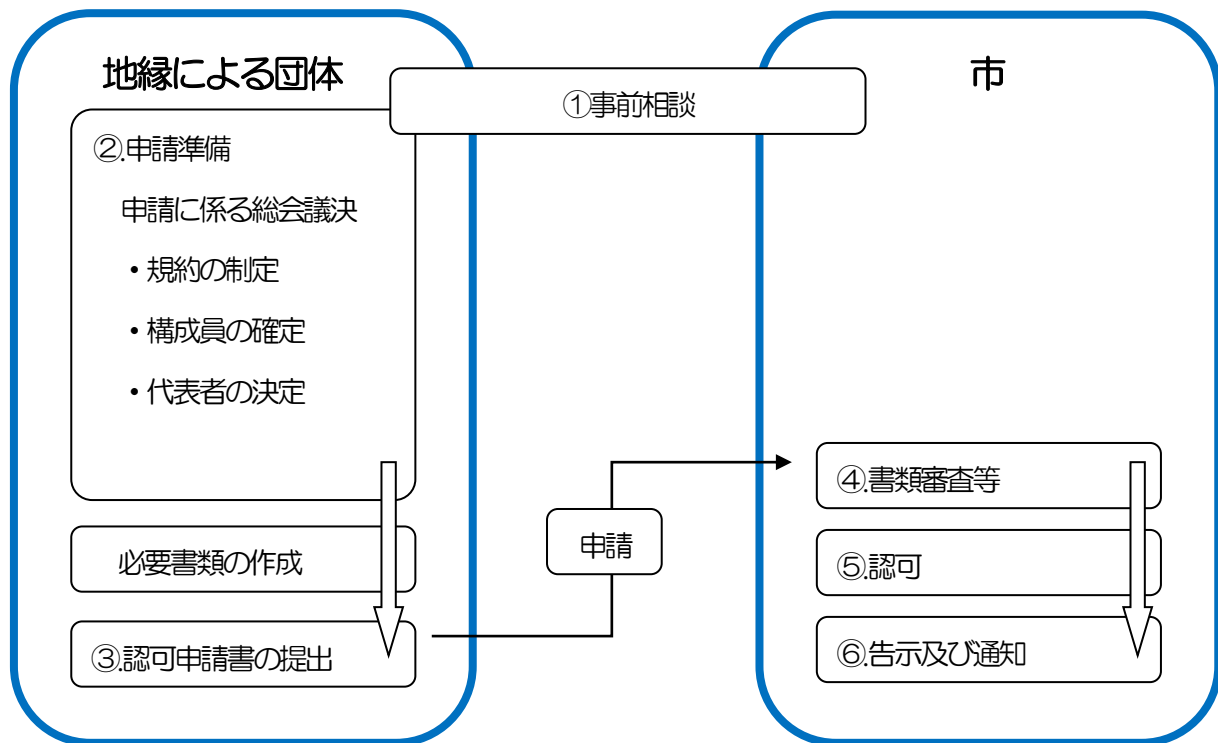 地縁による団体
市
①事前相談
②.申請準備
申請に係る総会議決
・規約の制定
・構成員の確定
・代表者の決定
必要書類の作成
③.認可申請書の提出
申請
④.書類審査等
⑤.認可
⑥.告示及び通知